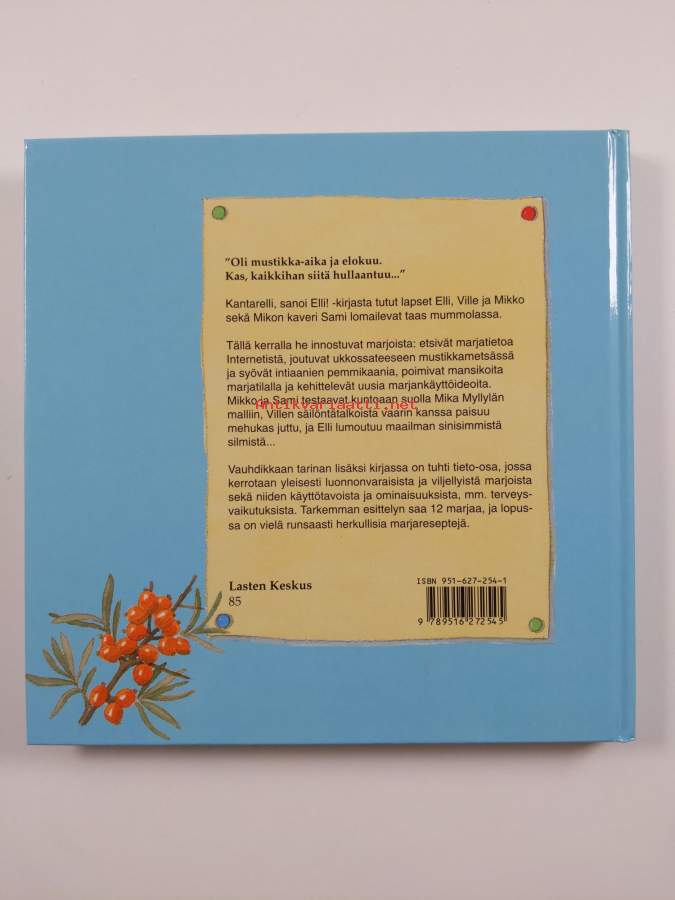 "Oli mustikka-aika ja elokuu.
Kas, kaikkihan siitä hullaantuu..."
Kantarelli, sanoi Elli! -kirjasta tutut lapset Elli, Ville ja Mikko
sekä Mikon kaveri Sami lomailevat taas mummolassa.
Tällä kerralla he innostuvat marjoista: etsivät marjatietoa
Internetistä, joutuvat ukkossateeseen mustikkametsässä
ja syövät intiaanien pemmikaania, poimivat mansikoita
marjatilalla ja kehittelevät uusia marjankäyttöideoita.
Mikko ja Sami testaavat kuntoaan suolla Mika Myllylän
Antikvariaatti.net
malliin, Villen säilöntätalkoista vaarin kanssa paisuu
mehukas juttu, ja Elli lumoutuu maailman sinisimmistä
silmistä...
Vauhdikkaan tarinan lisäksi kirjassa on tuhti tieto-osa, jossa
kerrotaan yleisesti luonnonvaraisista ja viljellyistä marjoista
sekä niiden käyttötavoista ja ominaisuuksista, mm. terveys-
vaikutuksista. Tarkemman esittelyn saa 12 marjaa, ja lopus-
sa on vielä runsaasti herkullisia marjareseptejä.
Lasten Keskus
85
ISBN 951-627-254-1
9 789516 272545